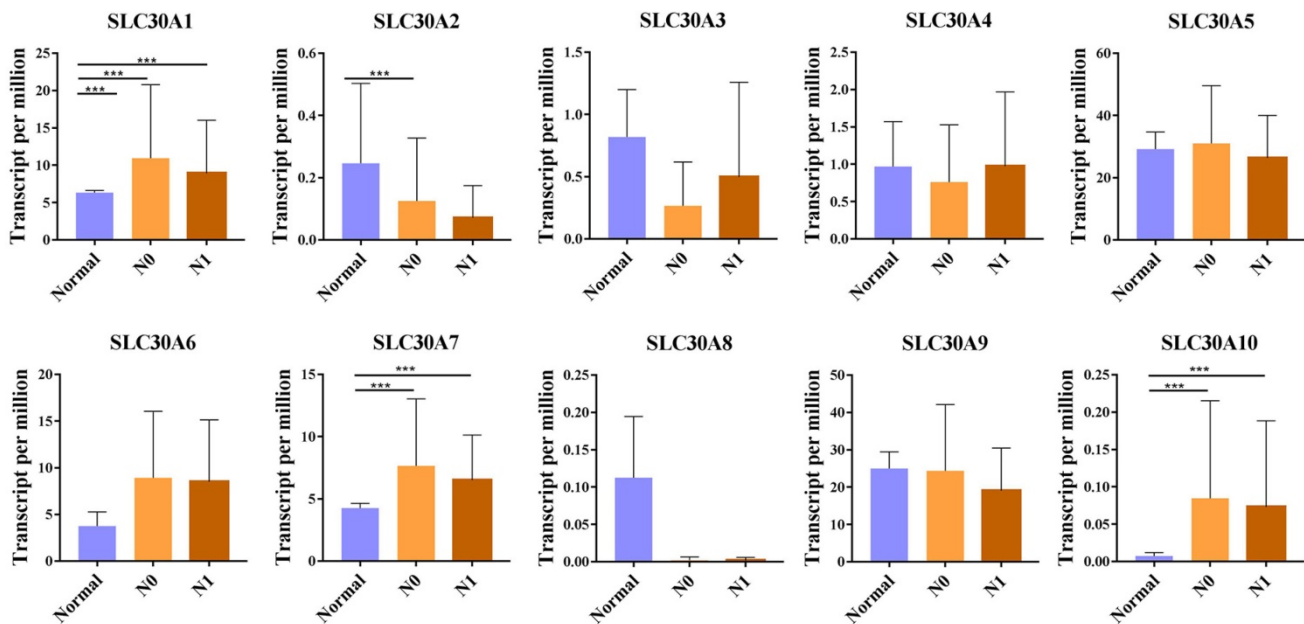 SLC30A1
SLC30A2
SLC30A3
SLC30A4
SLC30A5
Transcript per million
25
20
15
10
5
0
***
***
***
Normal
N0
N1
Transcript per million
0.6
0.4
0.2
0.0
***
Normal
N0
N1
Transcript per million
1.5
1.0
0.5
0.0
Normal
N0
N1
Transcript per million
2.5
2.0
1.5
1.0
0.5
0.0
Normal
N0
N1
Transcript per million
60
40
20
0
Normal
N0
N1
SLC30A6
SLC30A7
SLC30A8
SLC30A9
SLC30A10
Transcript per million
20
15
10
5
0
Normal
N0
N1
Transcript per million
15
10
5
0
***
***
Normal
N0
N1
Transcript per million
0.25
0.20
0.15
0.10
0.05
0.00
Normal
N0
N1
Transcript per million
50
40
30
20
10
0
Normal
N0
N1
Transcript per million
0.25
0.20
0.15
0.10
0.05
0.00
***
***
Normal
N0
N1